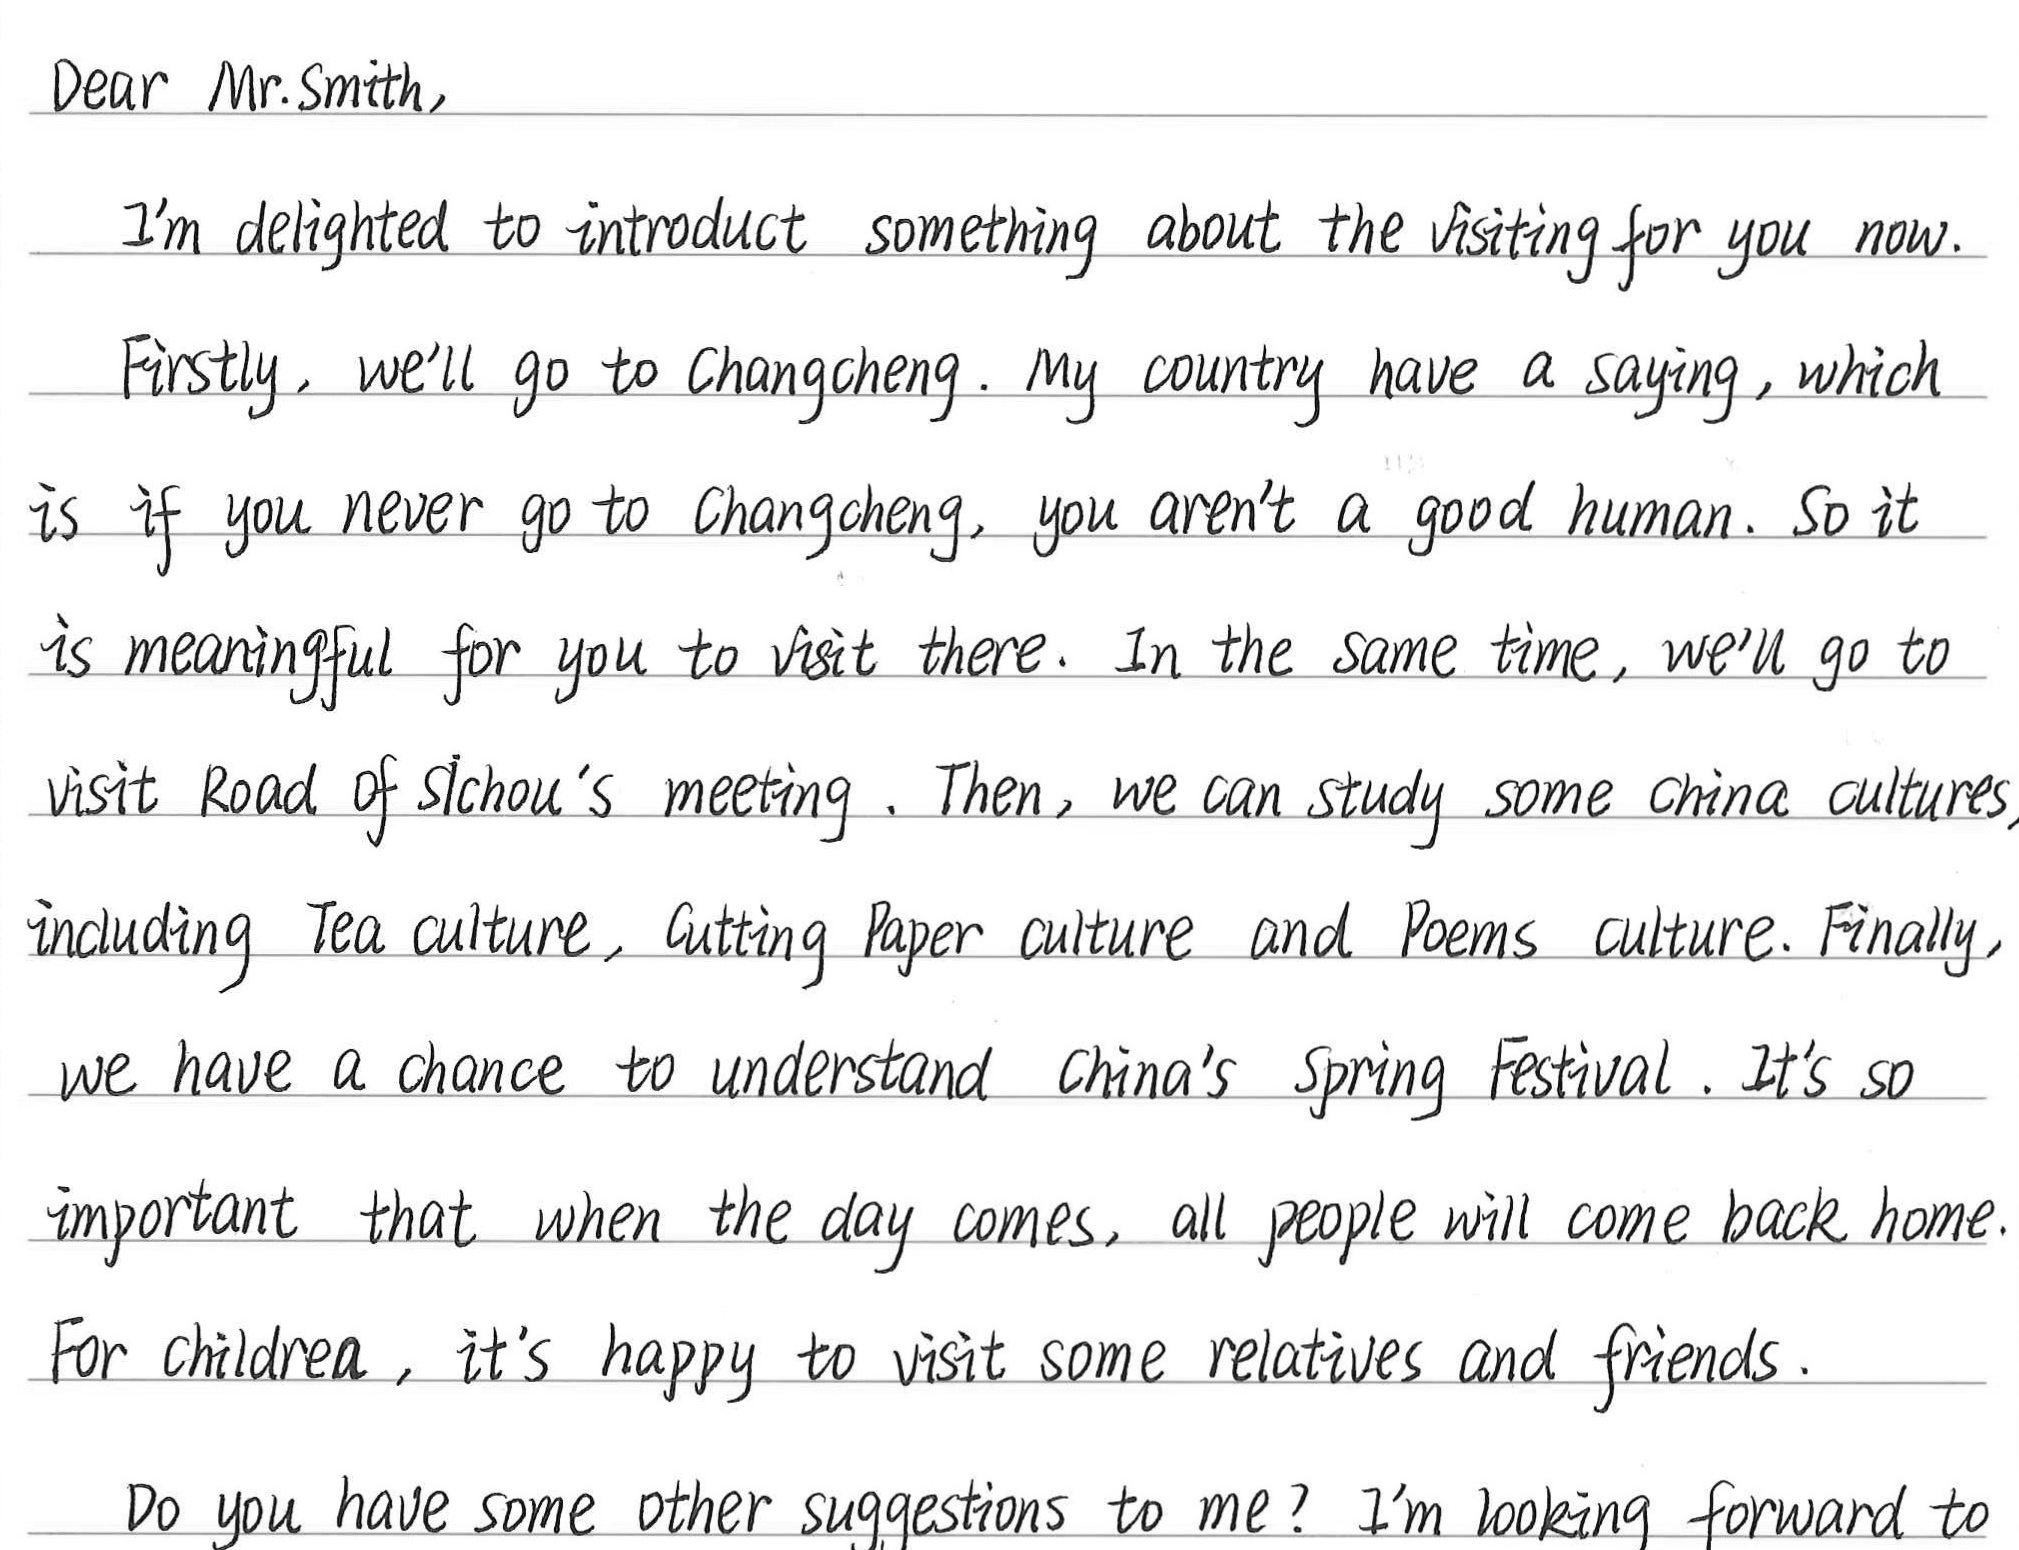 Dear Mr. Smith,
I'm delighted to introduct something about the visiting for you now.
Firstly, we'll go to Changcheng. My country have a saying, which
is if you never go to Changcheng, you aren't a good human. So it
is meaningful for you to visit there. In the same time, we'll go to
visit Road of Sichou's meeting. Then, we can study some China cultures,
including Tea culture, Cutting Paper culture and Poems culture. Finally,
we have a chance to understand China's Spring Festival. It's so
important that when the day comes, all people will come back home.
For childrea, it's happy to visit some relatives and friends.
Do you have some other suggestions to me? I'm looking forward to